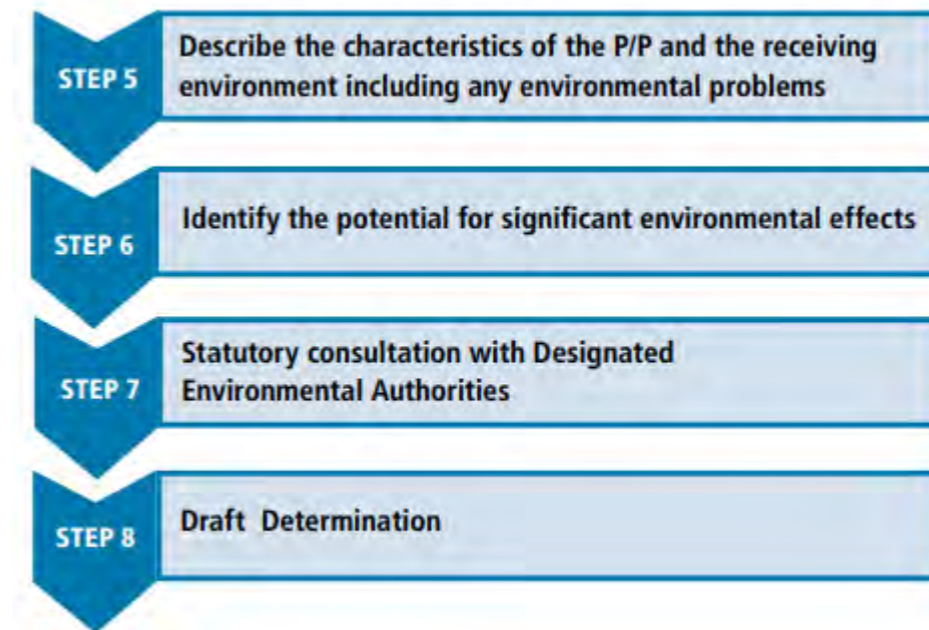 STEP 5
Describe the characteristics of the P/P and the receiving
environment including any environmental problems
STEP 6
Identify the potential for significant environmental effects
STEP 7
Statutory consultation with Designated
Environmental Authorities
STEP 8
Draft Determination